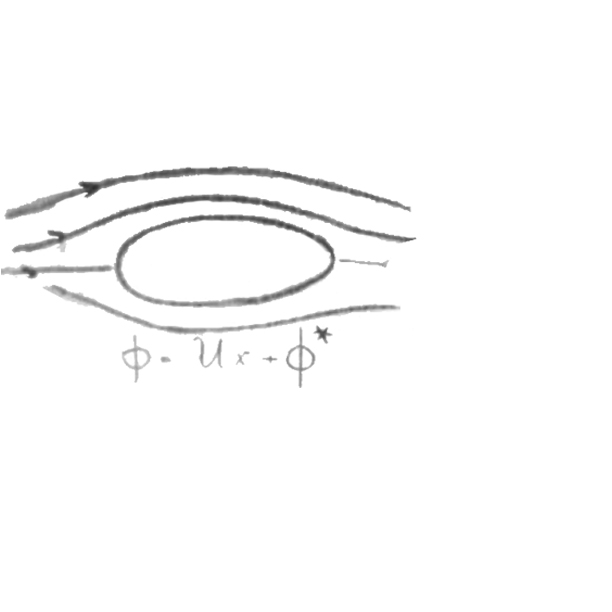 ϕ = Ux + ϕ*